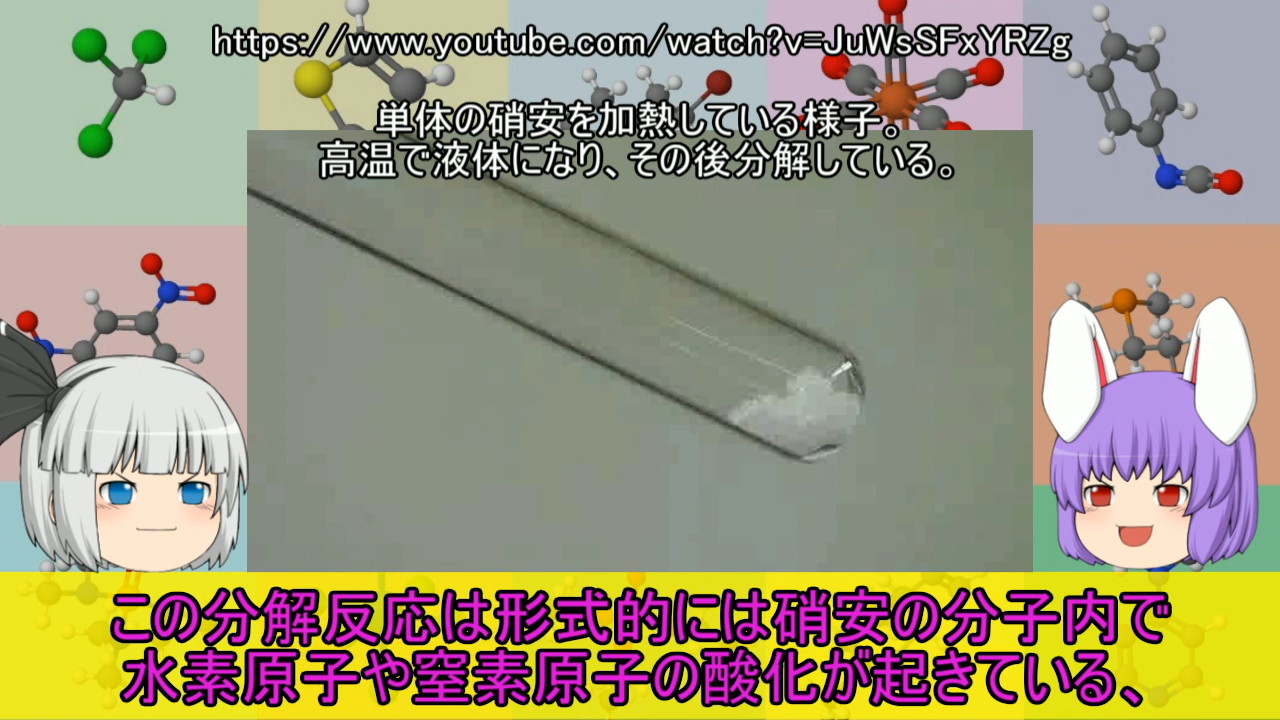 https://www.youtube.com/watch?v=JuWsSFxYRZg
単体の硝安を加熱している様子。
高温で液体になり、その後分解している。
この分解反応は形式的には硝安の分子内で
水素原子や窒素原子の酸化が起きている、